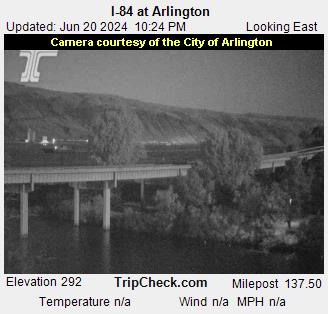 I-84 at Arlington
Updated: Jun 20 2024 10:24 PM Looking East
Camera courtesy of the City of Arlington
Elevation 292 TripCheck.com Milepost 137.50
Temperature n/a Wind n/a MPH n/a